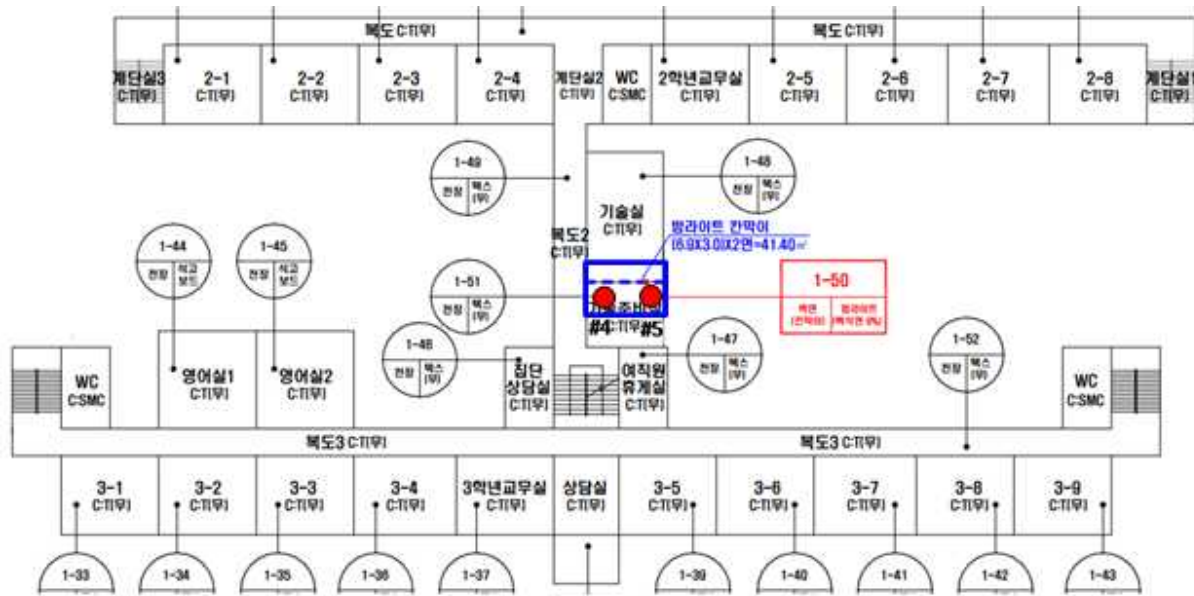 복도 C:T(무)
복도 C:T(무)
계단실3
C:T(무)
2-1
C:T(무)
2-2
C:T(무)
2-3
C:T(무)
2-4
C:T(무)
계단실2
C:T(무)
WC
C:SMC
2학년교무실
C:T(무)
2-5
C:T(무)
2-6
C:T(무)
2-7
C:T(무)
2-8
C:T(무)
계단실1
C:T(무)
1-49
천장
텍스
(무)
1-48
천장
텍스
(무)
기술실
C:T(무)
복도2
C:T(무)
밤라이트 칸막이
(6.9X3.0)X2면=41.40㎡
1-44
천장
석고
보드
1-45
천장
석고
보드
1-51
천장
텍스
(무)
1-50
벽면
(칸막이)
밤라이트
#4
C:T(무)
#5
1-46
천장
텍스
(무)
1-47
천장
텍스
(무)
1-52
천장
텍스
(무)
WC
C:SMC
영어실1
C:T(무)
영어실2
C:T(무)
집단
상담실
C:T(무)
여직원
휴게실
C:T(무)
WC
C:SMC
복도3 C:T(무)
복도3 C:T(무)
3-1
C:T(무)
3-2
C:T(무)
3-3
C:T(무)
3-4
C:T(무)
3학년교무실
C:T(무)
상담실
C:T(무)
3-5
C:T(무)
3-6
C:T(무)
3-7
C:T(무)
3-8
C:T(무)
3-9
C:T(무)
1-33
1-34
1-35
1-36
1-37
1-39
1-40
1-41
1-42
1-43